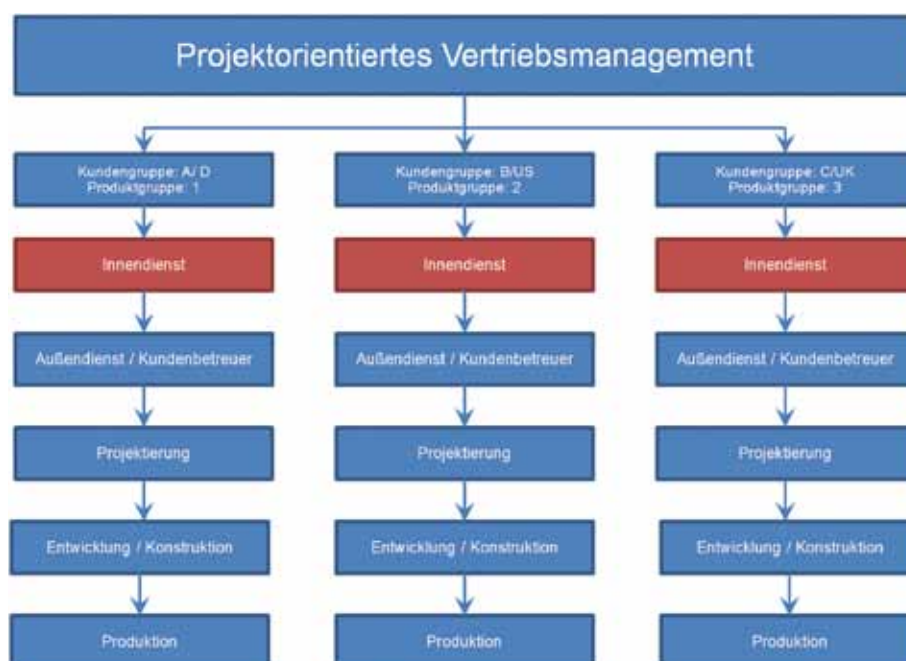 Projektorientiertes Vertriebsmanagement
Kundengruppe: A/ D
Produktgruppe: 1
Innendienst
Außendienst / Kundenbetreuer
Projektierung
Entwicklung / Konstruktion
Produktion
Kundengruppe: B/US
Produktgruppe: 2
Innendienst
Außendienst / Kundenbetreuer
Projektierung
Entwicklung / Konstruktion
Produktion
Kundengruppe: C/UK
Produktgruppe: 3
Innendienst
Außendienst / Kundenbetreuer
Projektierung
Entwicklung / Konstruktion
Produktion